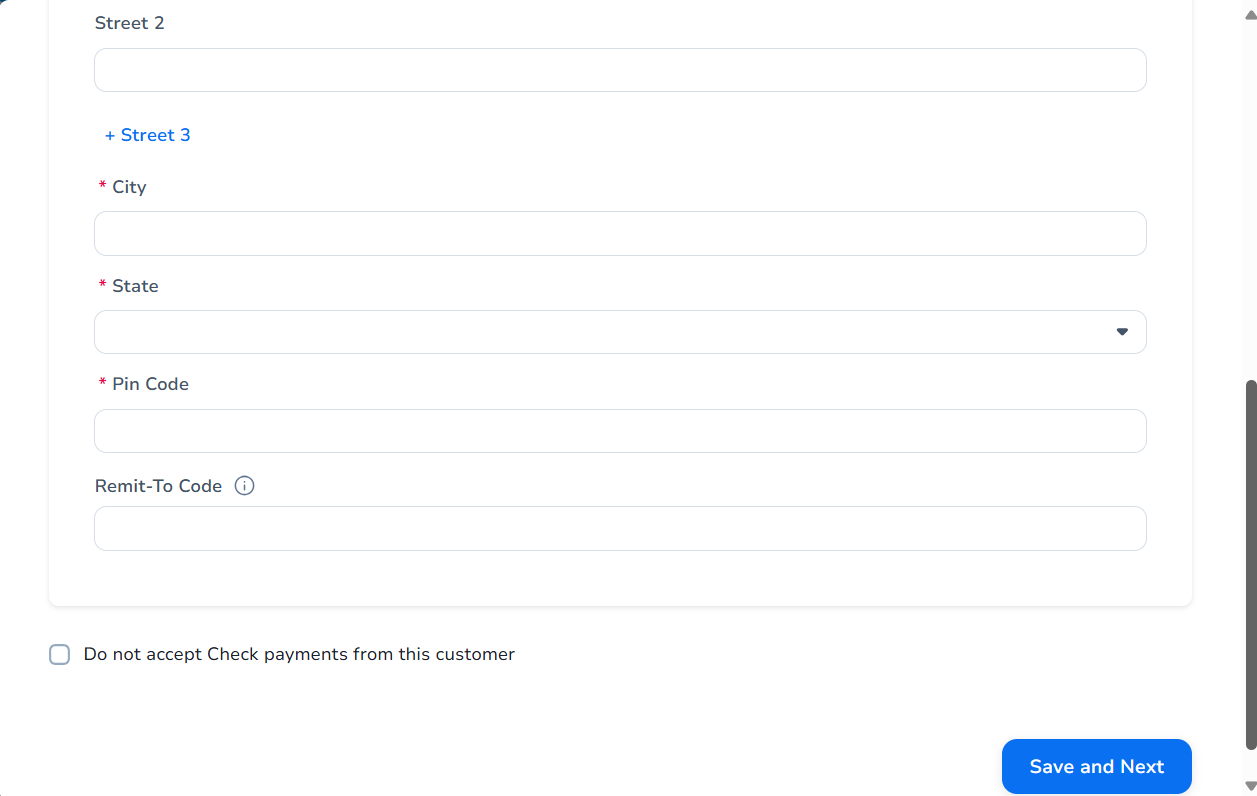 Street 2
+ Street 3
* City
* State
* Pin Code
Remit-To Code
Do not accept Check payments from this customer
Save and Next